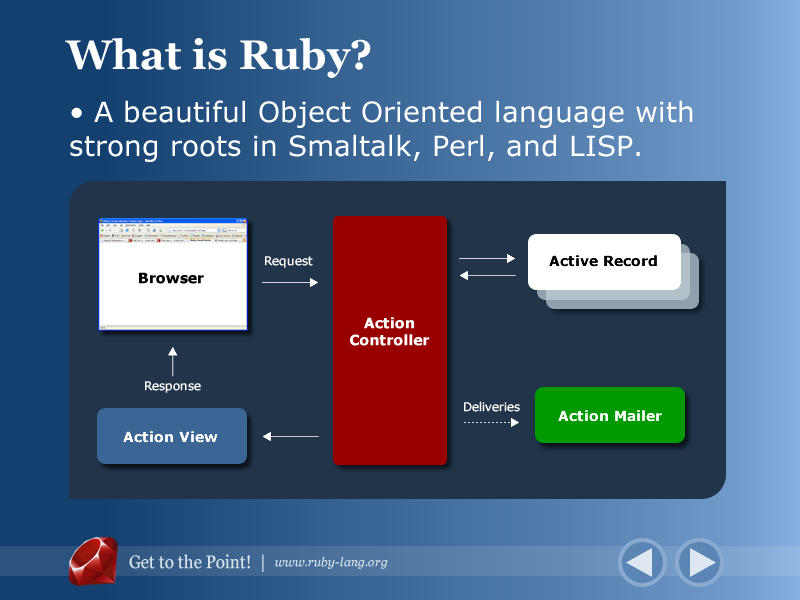 What is Ruby?
• A beautiful Object Oriented language with
strong roots in Smaltalk, Perl, and LISP.
Browser
Request
Action
Controller
Active Record
Response
Action View
Deliveries
Action Mailer
Get to the Point! | www.ruby-lang.org